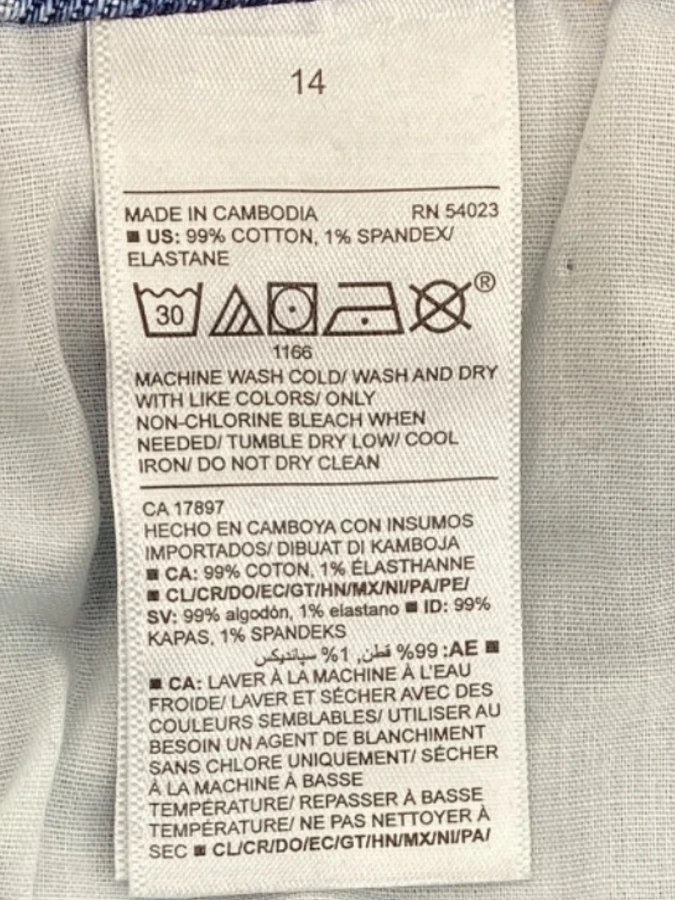 14
MADE IN CAMBODIA RN 54023
■ US: 99% COTTON, 1% SPANDEX/
ELASTANE
30
®
1166
MACHINE WASH COLD/ WASH AND DRY
WITH LIKE COLORS/ ONLY
NON-CHLORINE BLEACH WHEN
NEEDED/ TUMBLE DRY LOW/ COOL
IRON/ DO NOT DRY CLEAN
CA 17897
HECHO EN CAMBOYA CON INSUMOS
IMPORTADOS/ DIBUAT DI KAMBOJA
■ CA: 99% COTON, 1% ÉLASTHANNE
■ CL/CR/DO/EC/GT/HN/MX/NI/PA/PE/
SV: 99% algodón, 1% elastano ■ ID: 99%
KAPAS, 1% SPANDEKS
■ AE: 99% قطن, 1% سباندیکس
■ CA: LAVER À LA MACHINE À L'EAU
FROIDE/ LAVER ET SÉCHER AVEC DES
COULEURS SEMBLABLES/ UTILISER AU
BESOIN UN AGENT DE BLANCHIMENT
SANS CHLORE UNIQUEMENT/ SÉCHER
À LA MACHINE À BASSE
TEMPÉRATURE/ REPASSER À BASSE
TEMPÉRATURE/ NE PAS NETTOYER À
SEC ■ CL/CR/DO/EC/GT/HN/MX/NI/PA/